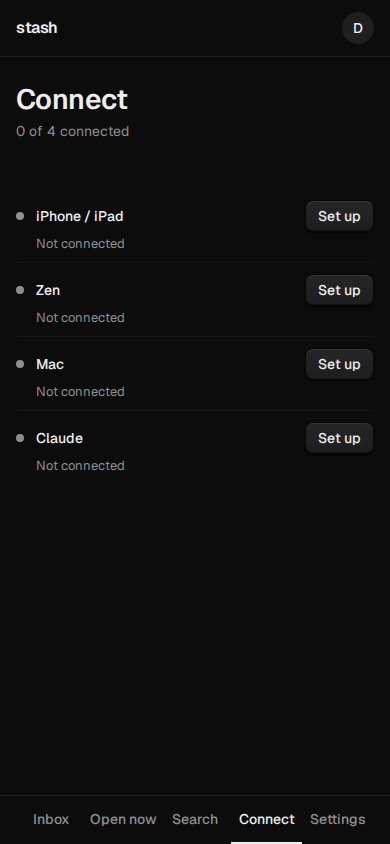 stash
D
Connect
0 of 4 connected
iPhone / iPad
Set up
Not connected
Zen
Set up
Not connected
Mac
Set up
Not connected
Claude
Set up
Not connected
Inbox
Open now
Search
Connect
Settings